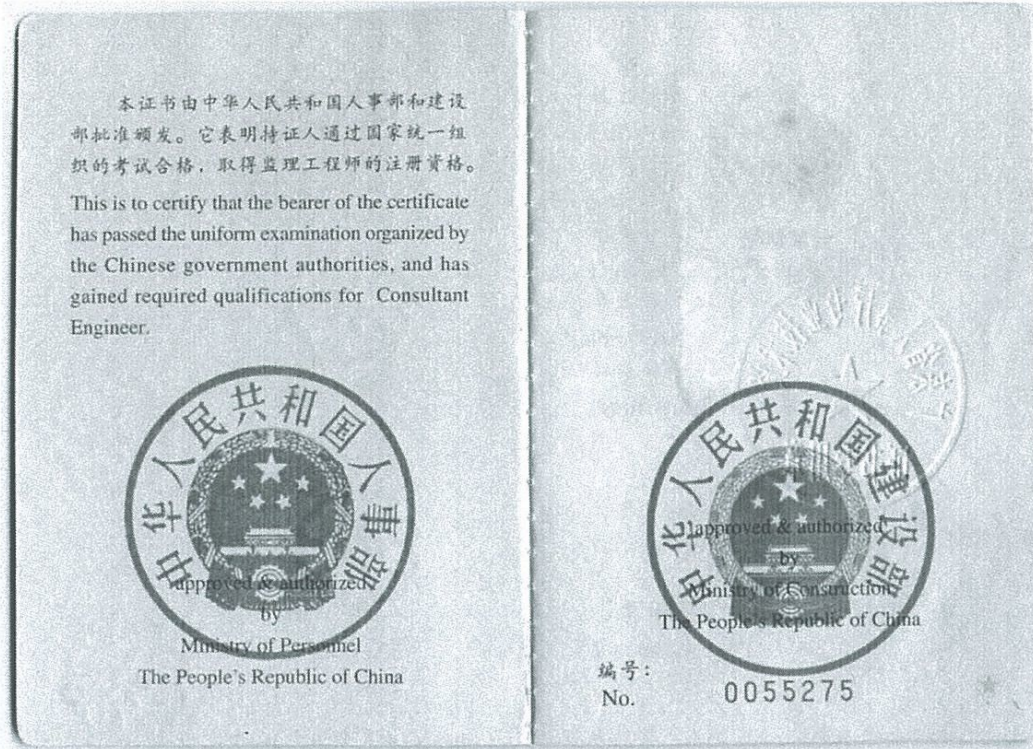 本证书由中华人民共和国人事部和建设
部批准颁发。它表明持证人通过国家统一组
织的考试合格，取得监理工程师的注册资格。
This is to certify that the bearer of the certificate
has passed the uniform examination organized by
the Chinese government authorities, and has
gained required qualifications for Consultant
Engineer.
中华人民共和国人事部
approved & authorized
by
Ministry of Personnel
The People's Republic of China
中华人民共和国建设部
approved & authorized
by
Ministry of Construction
The People's Republic of China
编号：
No. 0055275